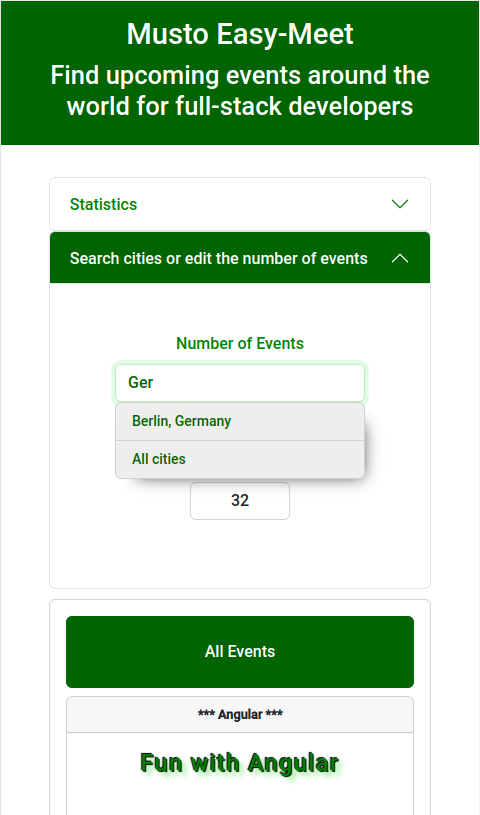 Musto Easy-Meet
Find upcoming events around the
world for full-stack developers
Statistics
Search cities or edit the number of events
Number of Events
Ger
Berlin, Germany
All cities
32
All Events
*** Angular ***
Fun with Angular